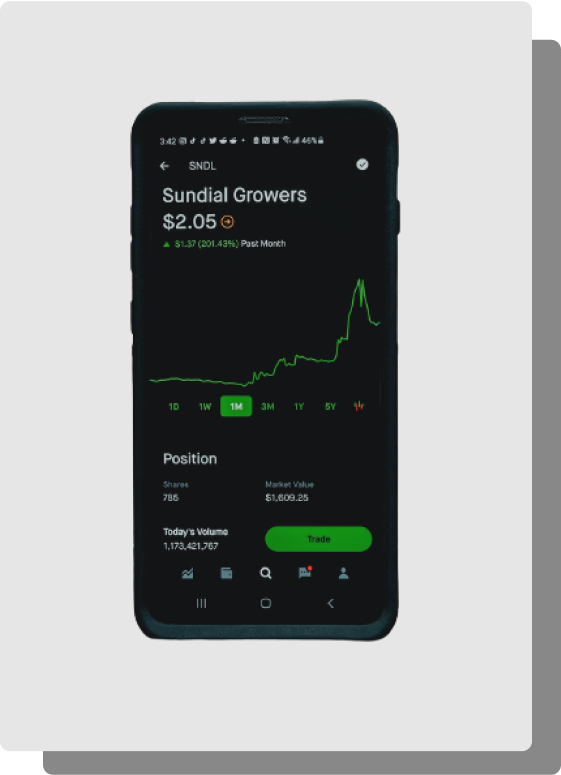 3:42 46%
SNDL
Sundial Growers
$2.05
$1.37 (201.43%) Past Month
1D 1W 1M 3M 1Y 5Y
Position
Shares Market Value
785 $1,609.25
Today's Volume
1,173,421,767
Trade